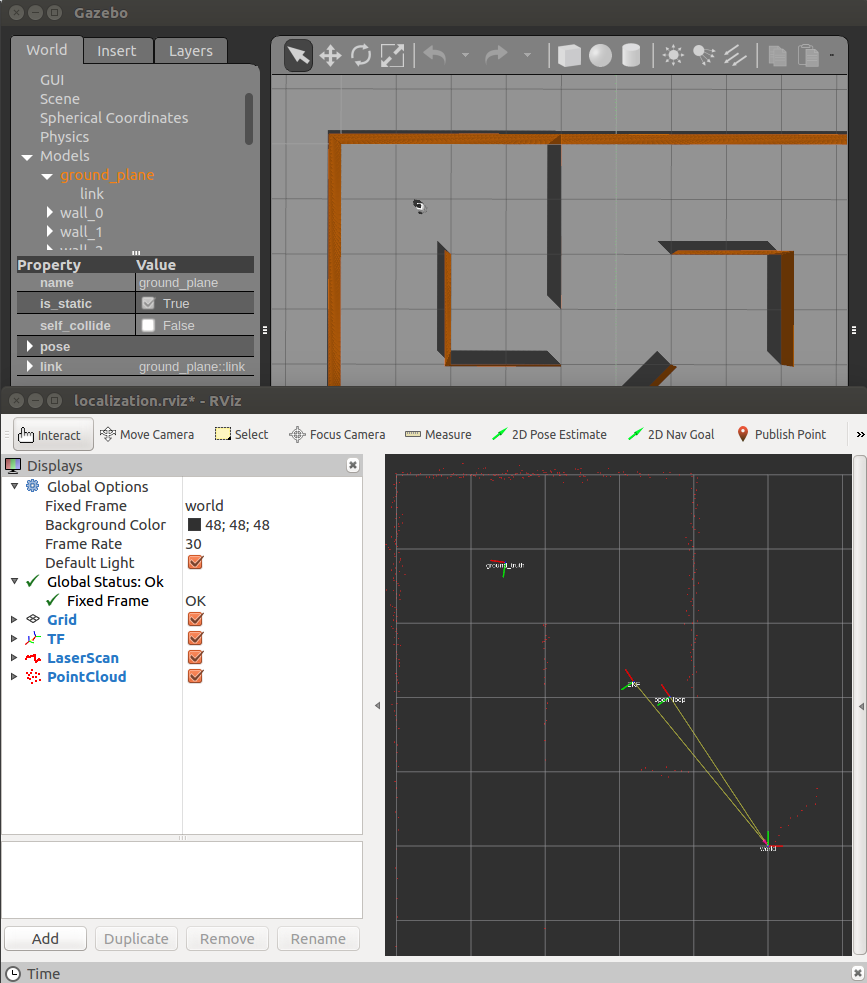 Gazebo
World Insert Layers
GUI
Scene
Spherical Coordinates
Physics
Models
ground_plane
link
wall_0
wall_1
Property Value
name ground_plane
is_static True
self_collide False
pose
link ground_plane::link
localization.rviz* - RViz
Interact Move Camera Select Focus Camera Measure 2D Pose Estimate 2D Nav Goal Publish Point »
Displays
Global Options
Fixed Frame world
Background Color 48; 48; 48
Frame Rate 30
Default Light
Global Status: Ok
Fixed Frame OK
Grid
TF
LaserScan
PointCloud
ground_truth
EKF
open_loop
world
Add Duplicate Remove Rename
Time